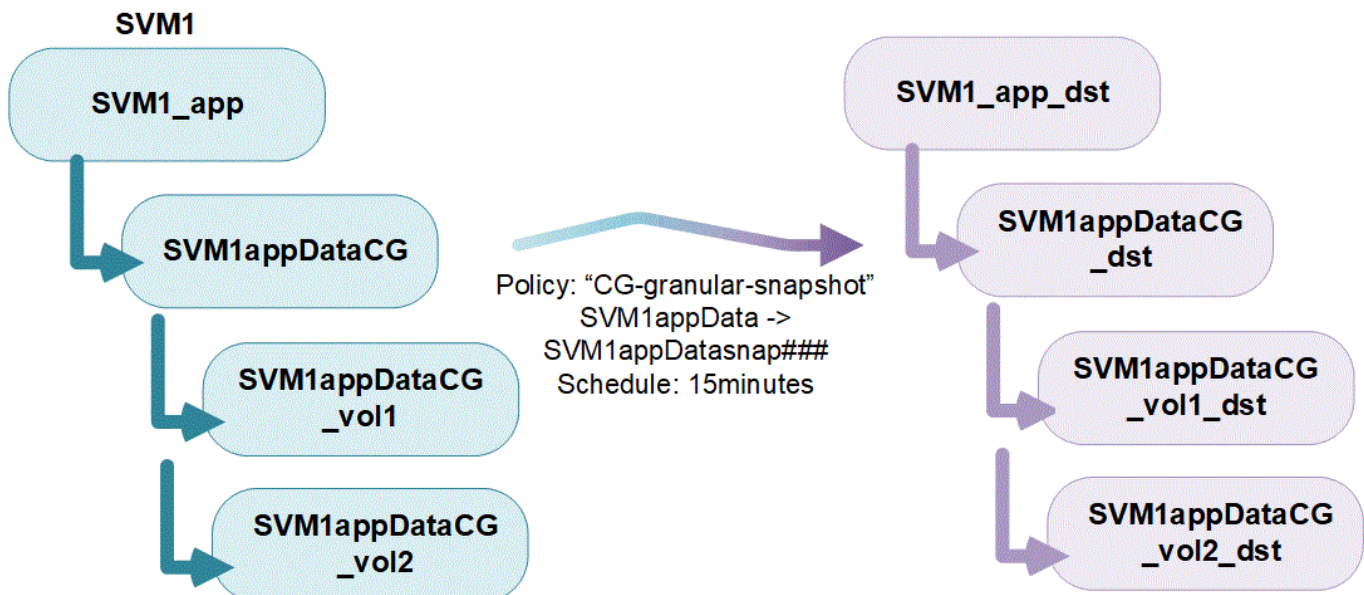 SVM1
SVM1_app
SVM1appDataCG
SVM1appDataCG
_vol1
SVM1appDataCG
_vol2
Policy: “CG-granular-snapshot”
SVM1appData ->
SVM1appDatasnap###
Schedule: 15minutes
SVM1_app_dst
SVM1appDataCG
_dst
SVM1appDataCG
_vol1_dst
SVM1appDataCG
_vol2_dst